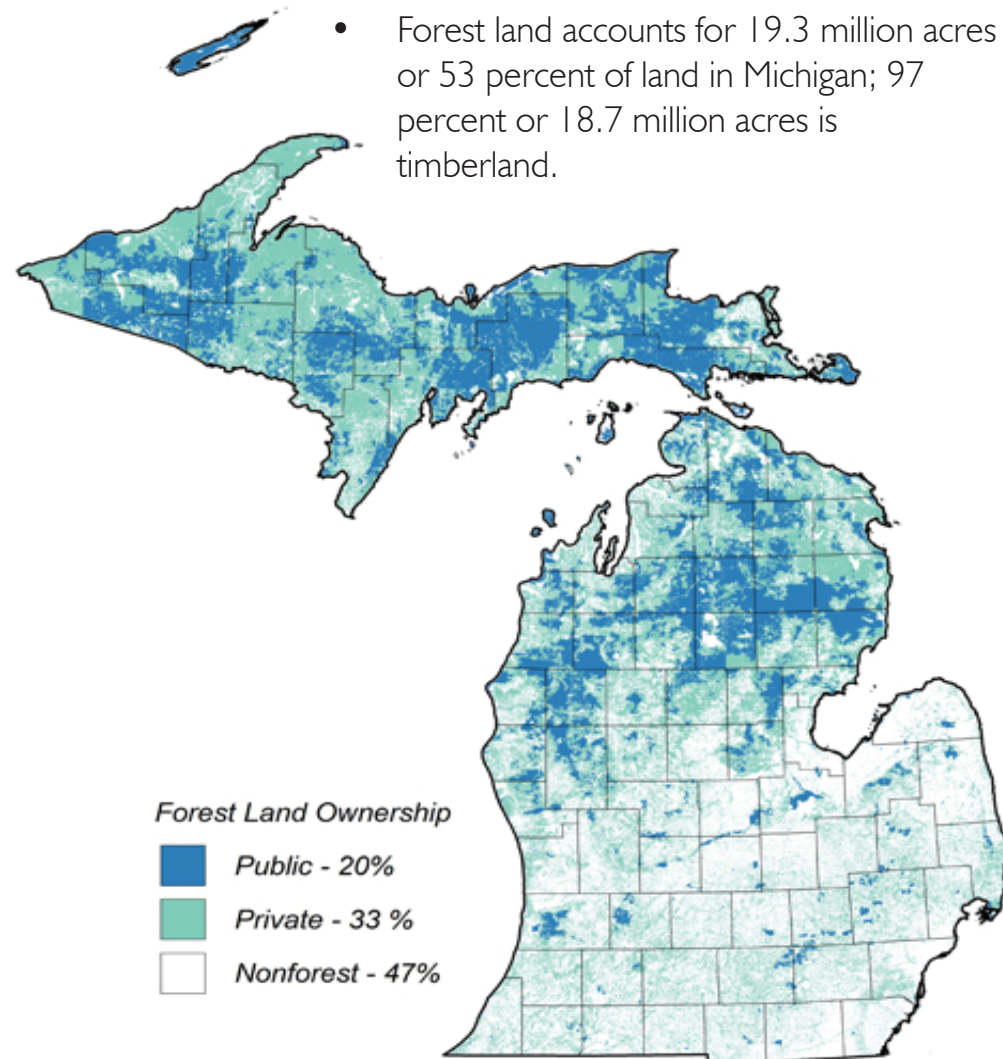 • Forest land accounts for 19.3 million acres
or 53 percent of land in Michigan; 97
percent or 18.7 million acres is
timberland.
Forest Land Ownership
Public - 20%
Private - 33 %
Nonforest - 47%